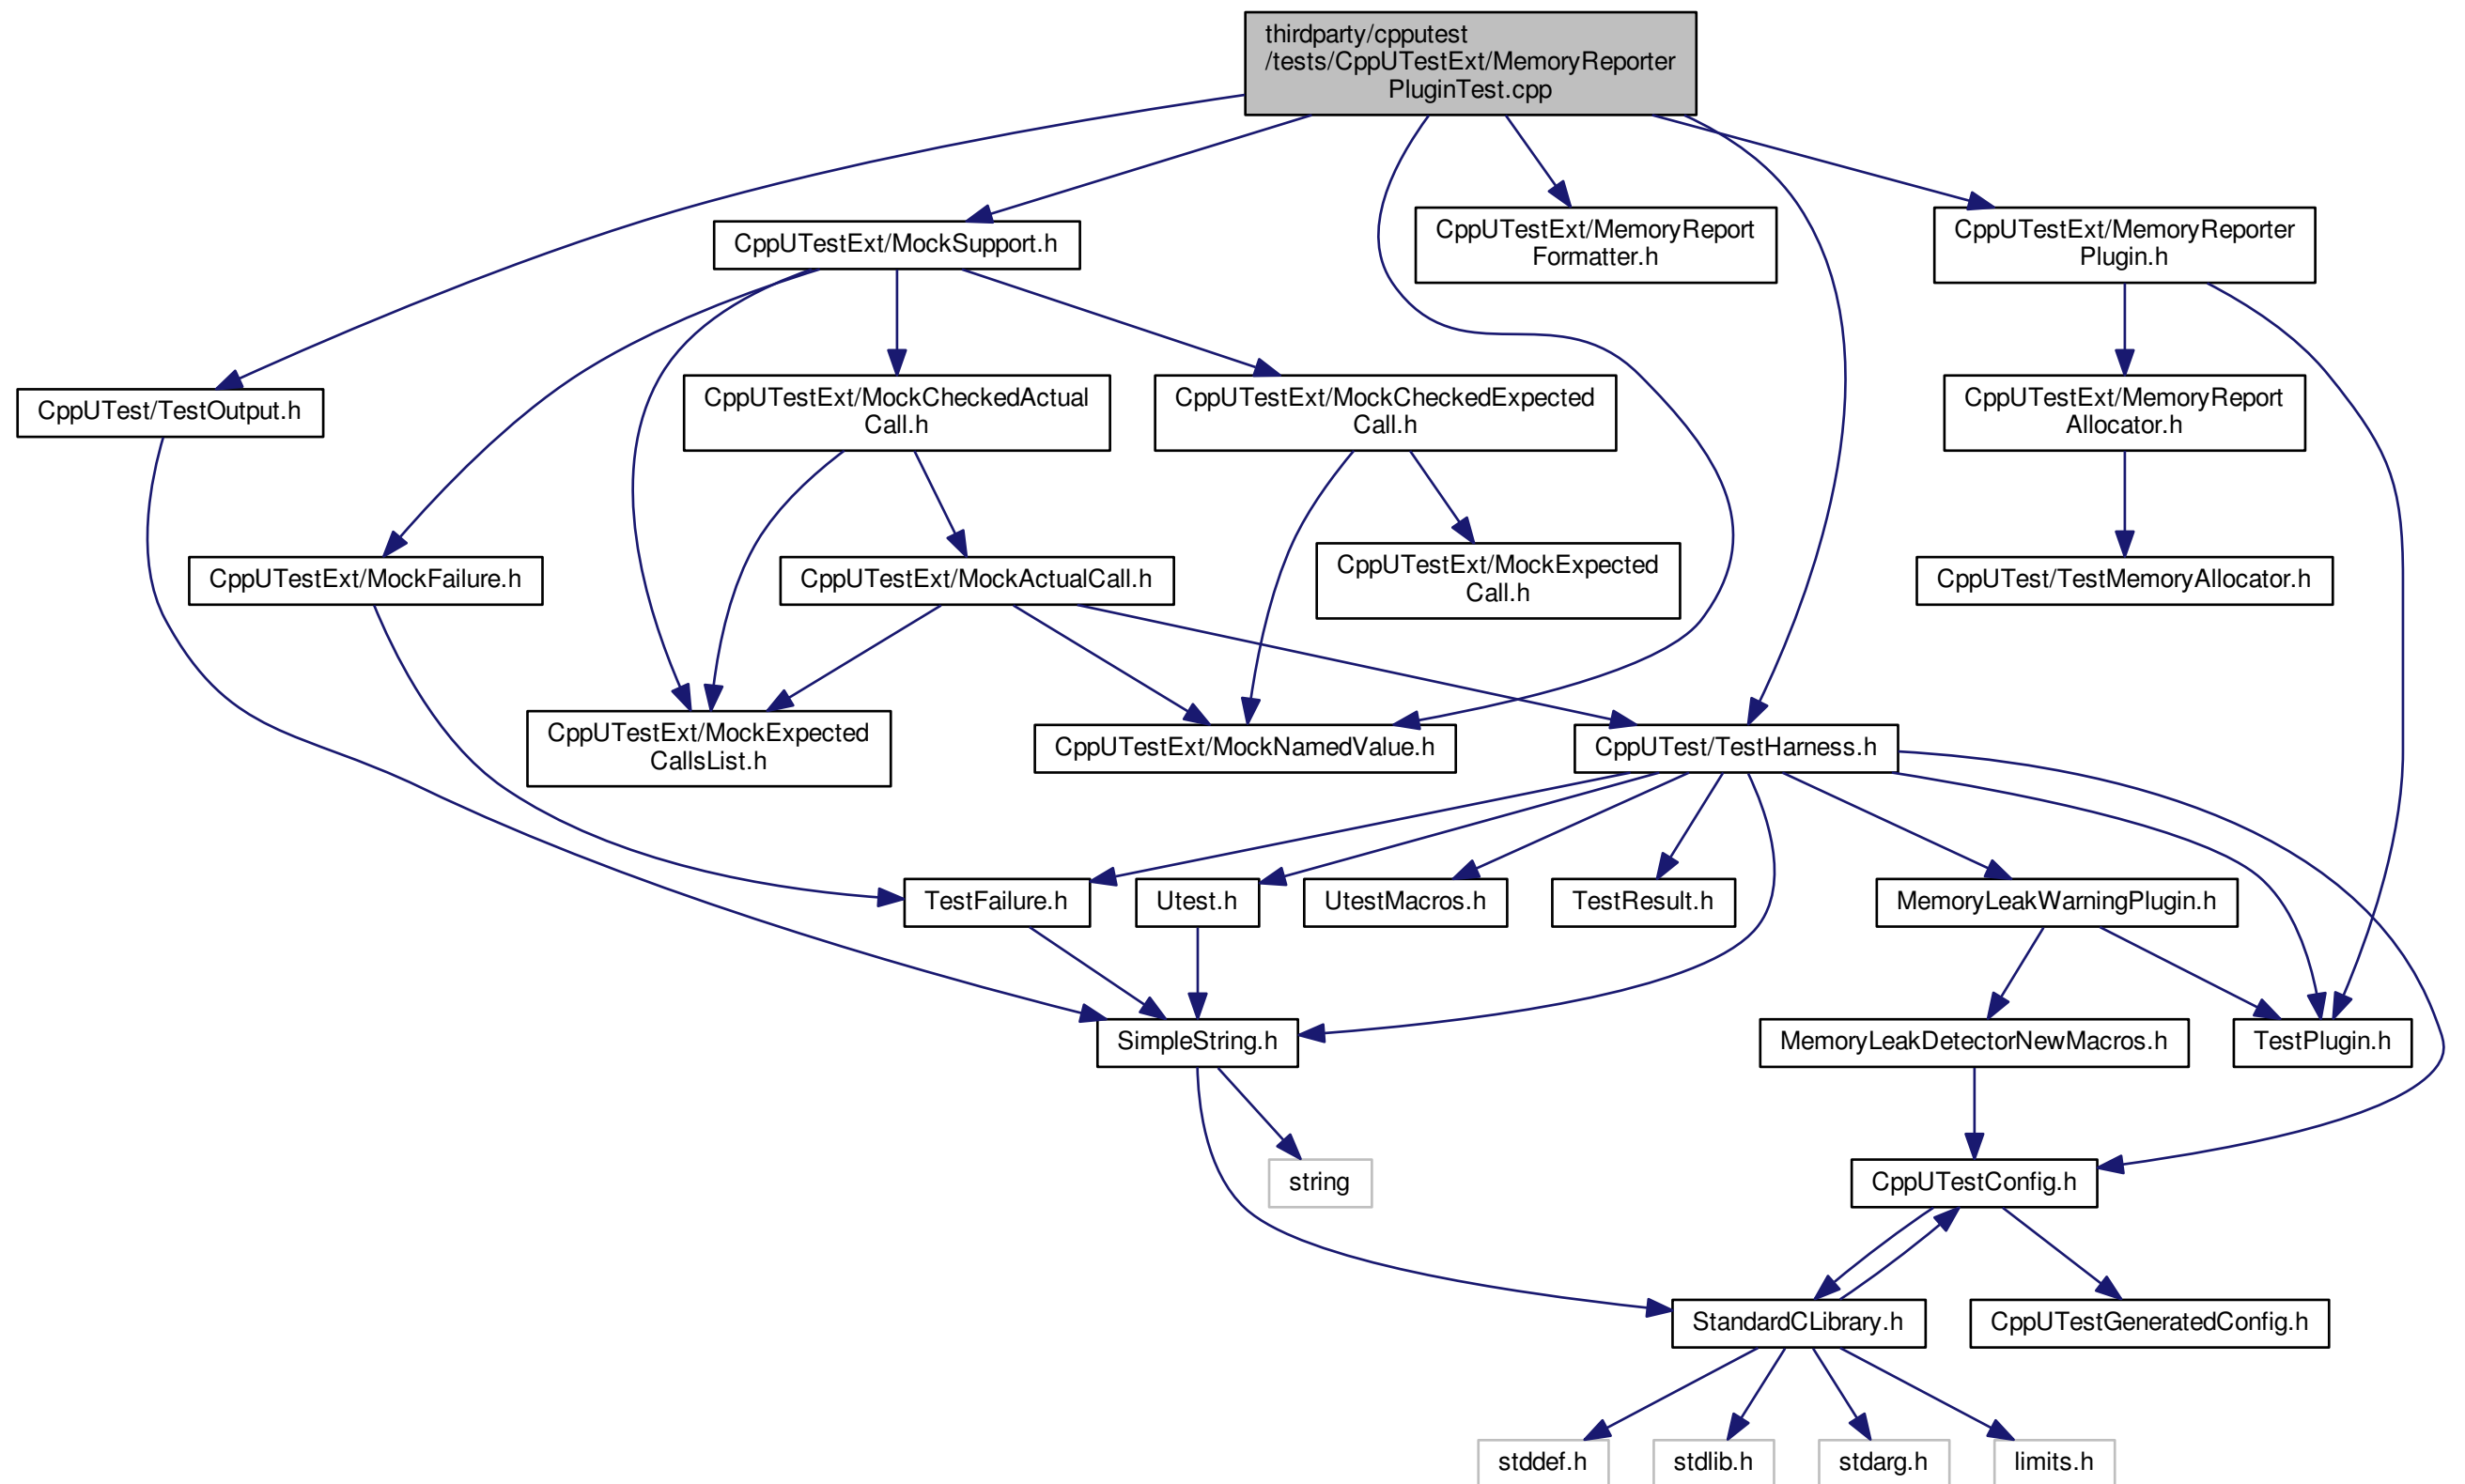 thirdparty/cpputest
/tests/CppUTestExt/MemoryReporter
PluginTest.cpp
CppUTestExt/MockSupport.h
CppUTestExt/MemoryReport
Formatter.h
CppUTestExt/MemoryReporter
Plugin.h
CppUTest/TestOutput.h
CppUTestExt/MockCheckedActual
Call.h
CppUTestExt/MockCheckedExpected
Call.h
CppUTestExt/MemoryReport
Allocator.h
CppUTestExt/MockFailure.h
CppUTestExt/MockActualCall.h
CppUTestExt/MockExpected
Call.h
CppUTest/TestMemoryAllocator.h
CppUTestExt/MockExpected
CallsList.h
CppUTestExt/MockNamedValue.h
CppUTest/TestHarness.h
TestFailure.h
Utest.h
UtestMacros.h
TestResult.h
MemoryLeakWarningPlugin.h
SimpleString.h
MemoryLeakDetectorNewMacros.h
TestPlugin.h
string
CppUTestConfig.h
StandardCLibrary.h
CppUTestGeneratedConfig.h
stddef.h
stdlib.h
stdarg.h
limits.h